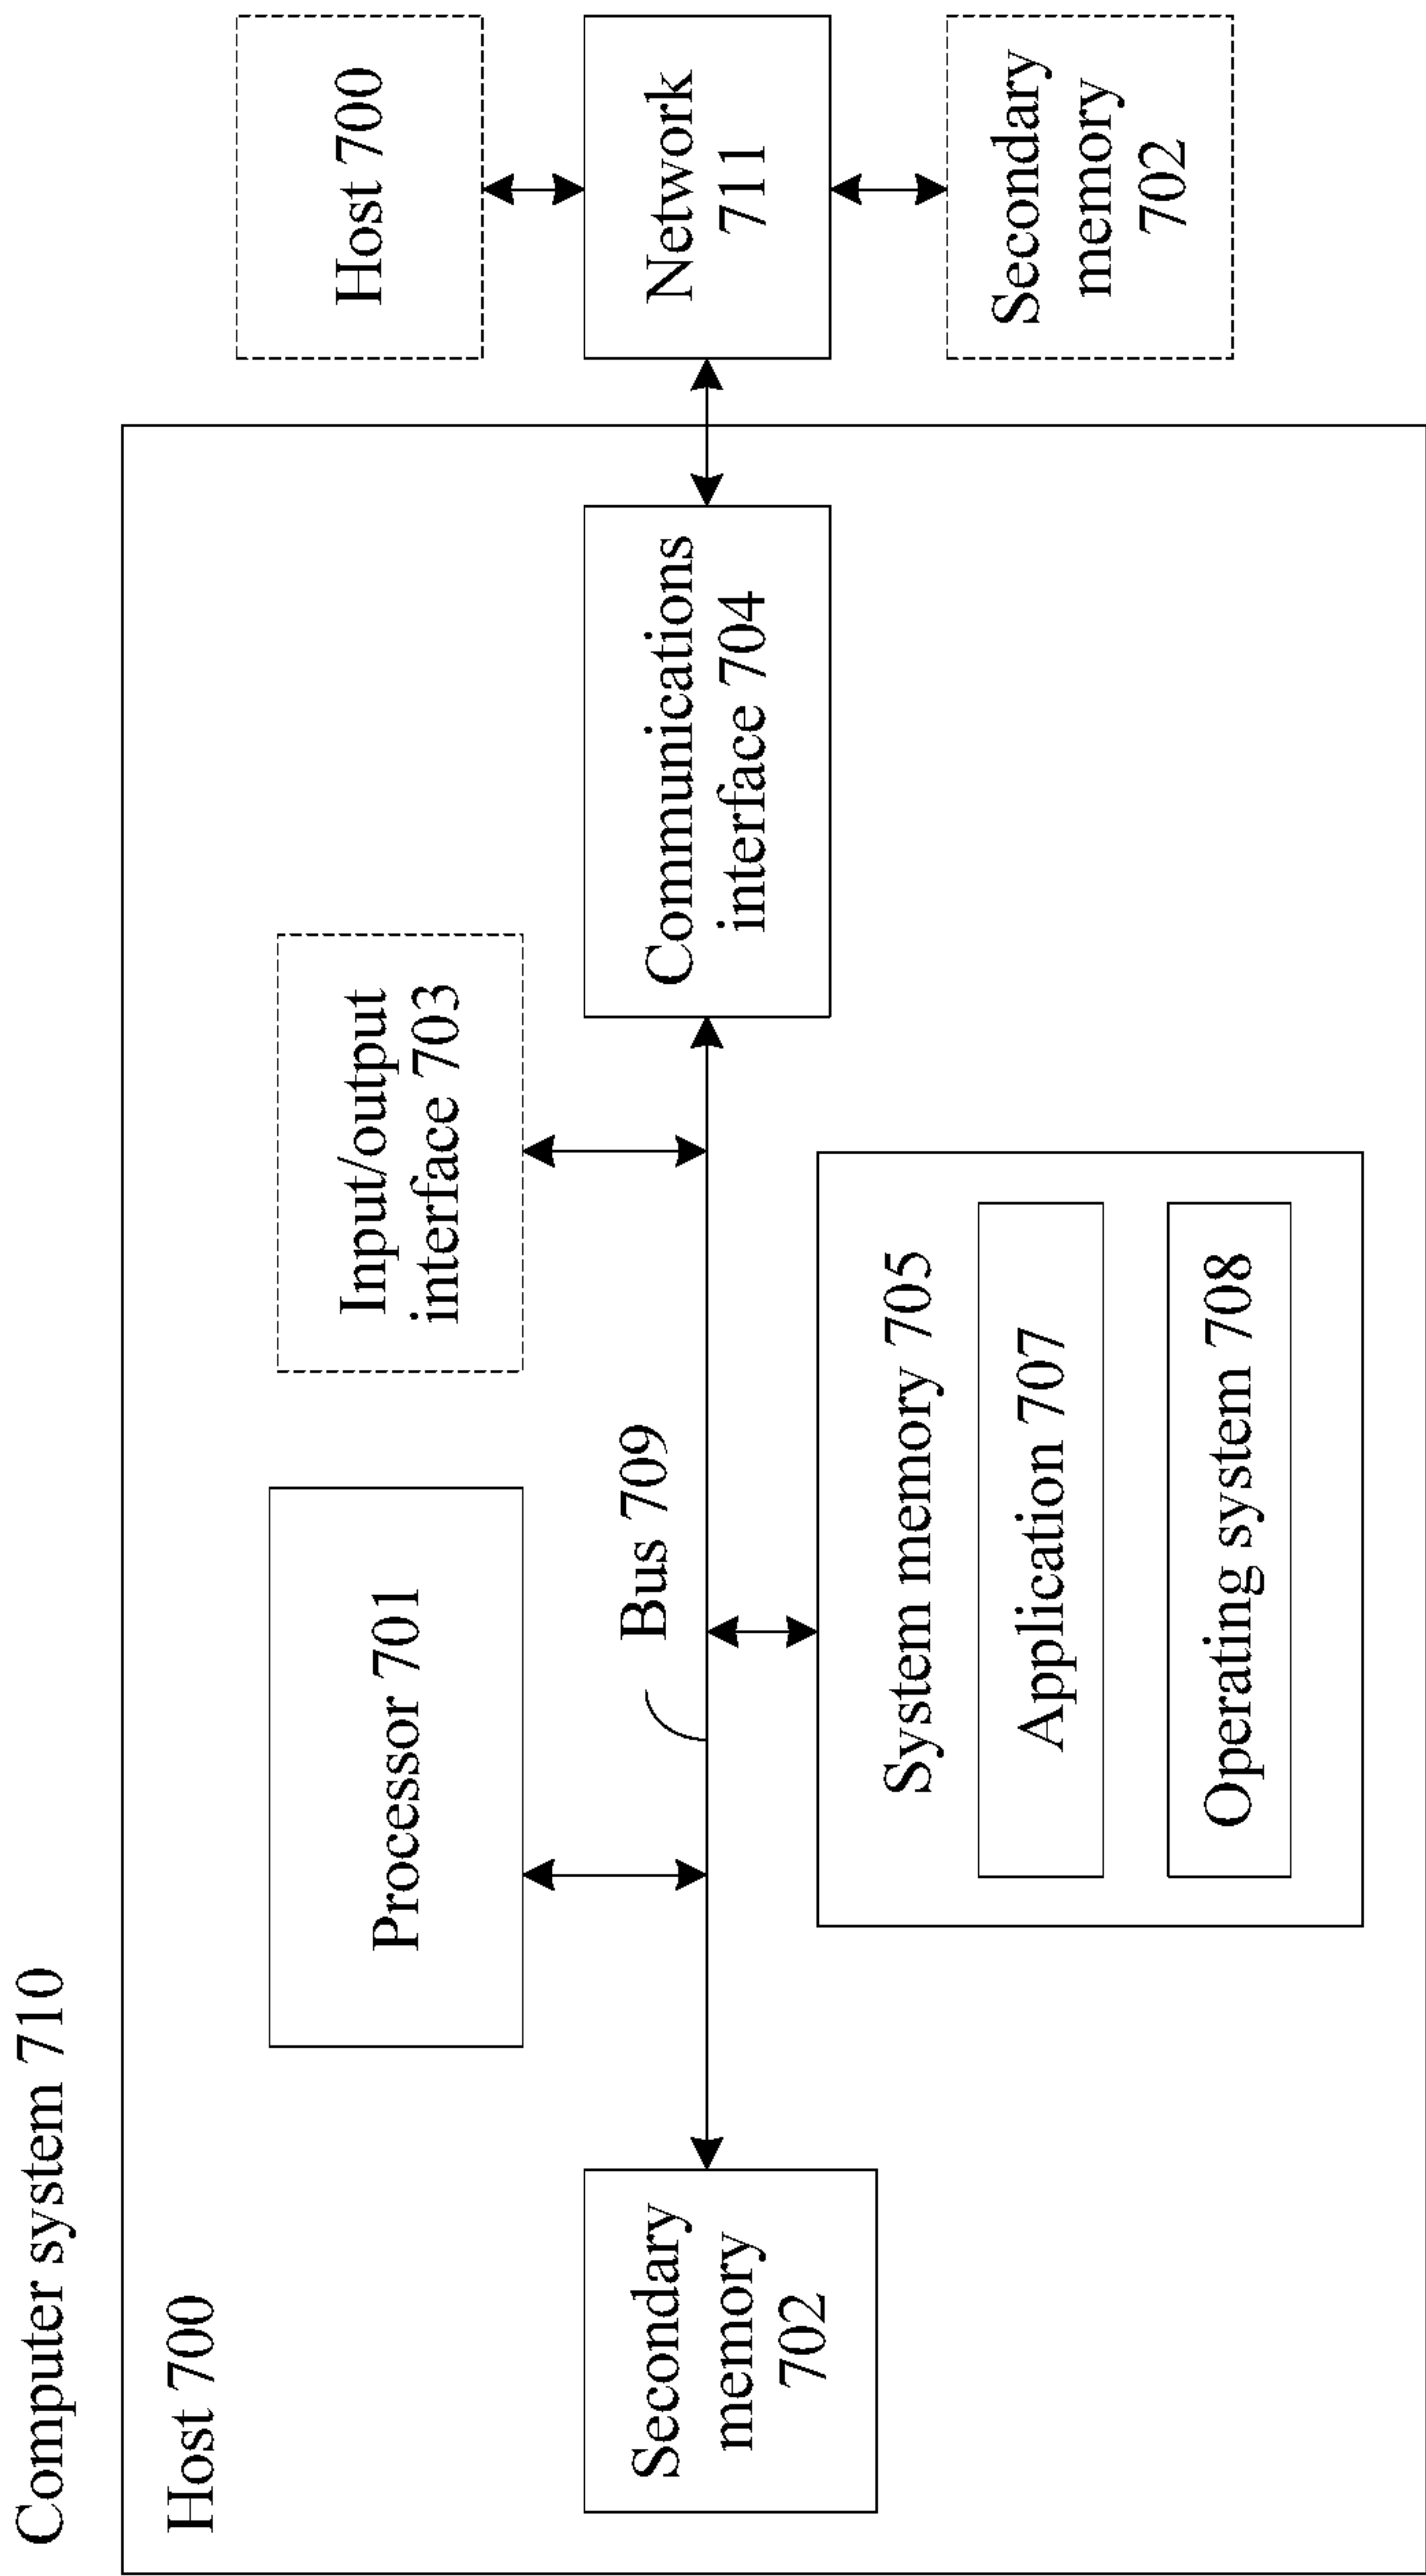 Computer system 710
Host 700
Processor 701
Input/output
interface 703
Host 700
Bus 709
Secondary
memory
702
Communications
interface 704
Network
711
System memory 705
Application 707
Operating system 708
Secondary
memory
702